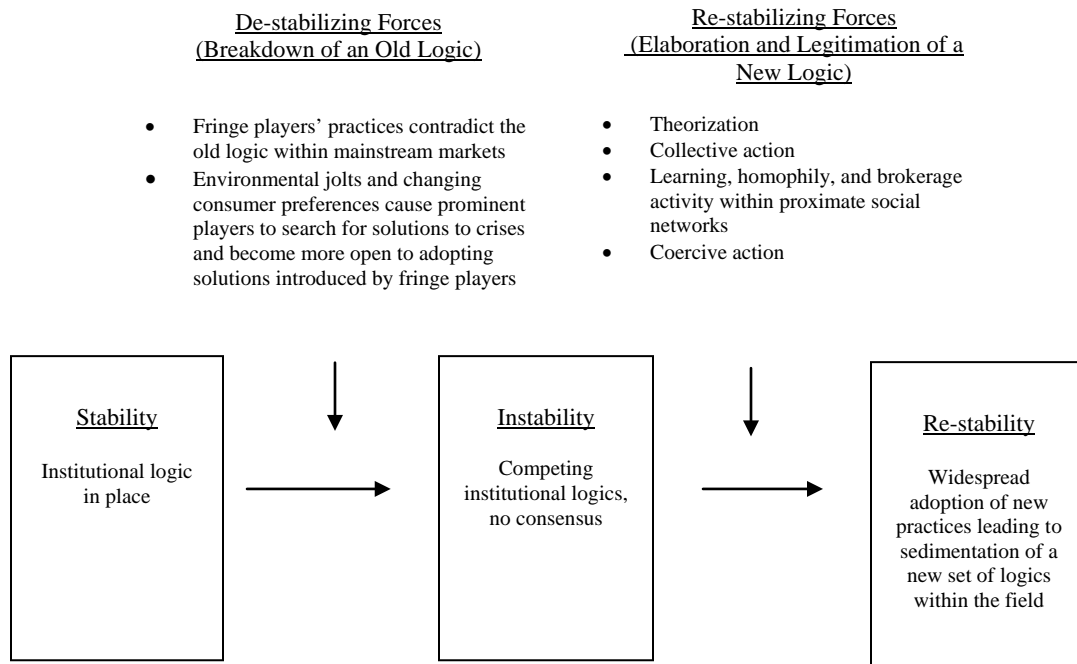 De-stabilizing Forces
(Breakdown of an Old Logic)
• Fringe players’ practices contradict the
old logic within mainstream markets
• Environmental jolts and changing
consumer preferences cause prominent
players to search for solutions to crises
and become more open to adopting
solutions introduced by fringe players
Re-stabilizing Forces
(Elaboration and Legitimation of a
New Logic)
• Theorization
• Collective action
• Learning, homophily, and brokerage
activity within proximate social
networks
• Coercive action
Stability
Institutional logic
in place
Instability
Competing
institutional logics,
no consensus
Re-stability
Widespread
adoption of new
practices leading to
sedimentation of a
new set of logics
within the field